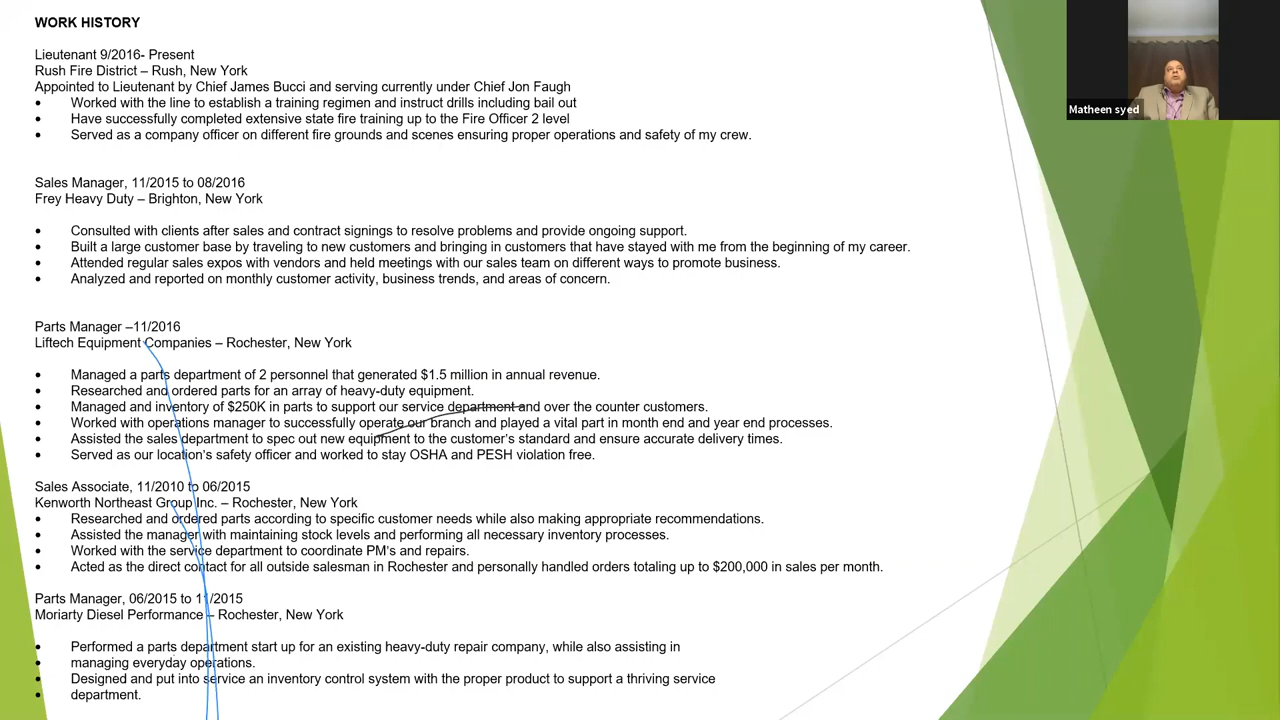 WORK HISTORY
Lieutenant 9/2016- Present
Rush Fire District – Rush, New York
Appointed to Lieutenant by Chief James Bucci and serving currently under Chief Jon Faugh
• Worked with the line to establish a training regimen and instruct drills including bail out
• Have successfully completed extensive state fire training up to the Fire Officer 2 level
• Served as a company officer on different fire grounds and scenes ensuring proper operations and safety of my crew.
Sales Manager, 11/2015 to 08/2016
Frey Heavy Duty – Brighton, New York
• Consulted with clients after sales and contract signings to resolve problems and provide ongoing support.
• Built a large customer base by traveling to new customers and bringing in customers that have stayed with me from the beginning of my career.
• Attended regular sales expos with vendors and held meetings with our sales team on different ways to promote business.
• Analyzed and reported on monthly customer activity, business trends, and areas of concern.
Parts Manager –11/2016
Liftech Equipment Companies – Rochester, New York
• Managed a parts department of 2 personnel that generated $1.5 million in annual revenue.
• Researched and ordered parts for an array of heavy-duty equipment.
• Managed and inventory of $250K in parts to support our service department and over the counter customers.
• Worked with operations manager to successfully operate our branch and played a vital part in month end and year end processes.
• Assisted the sales department to spec out new equipment to the customer's standard and ensure accurate delivery times.
• Served as our location's safety officer and worked to stay OSHA and PESH violation free.
Sales Associate, 11/2010 to 06/2015
Kenworth Northeast Group Inc. – Rochester, New York
• Researched and ordered parts according to specific customer needs while also making appropriate recommendations.
• Assisted the manager with maintaining stock levels and performing all necessary inventory processes.
• Worked with the service department to coordinate PM's and repairs.
• Acted as the direct contact for all outside salesman in Rochester and personally handled orders totaling up to $200,000 in sales per month.
Parts Manager, 06/2015 to 11/2015
Moriarty Diesel Performance – Rochester, New York
• Performed a parts department start up for an existing heavy-duty repair company, while also assisting in
• managing everyday operations.
• Designed and put into service an inventory control system with the proper product to support a thriving service
• department.
Matheen syed